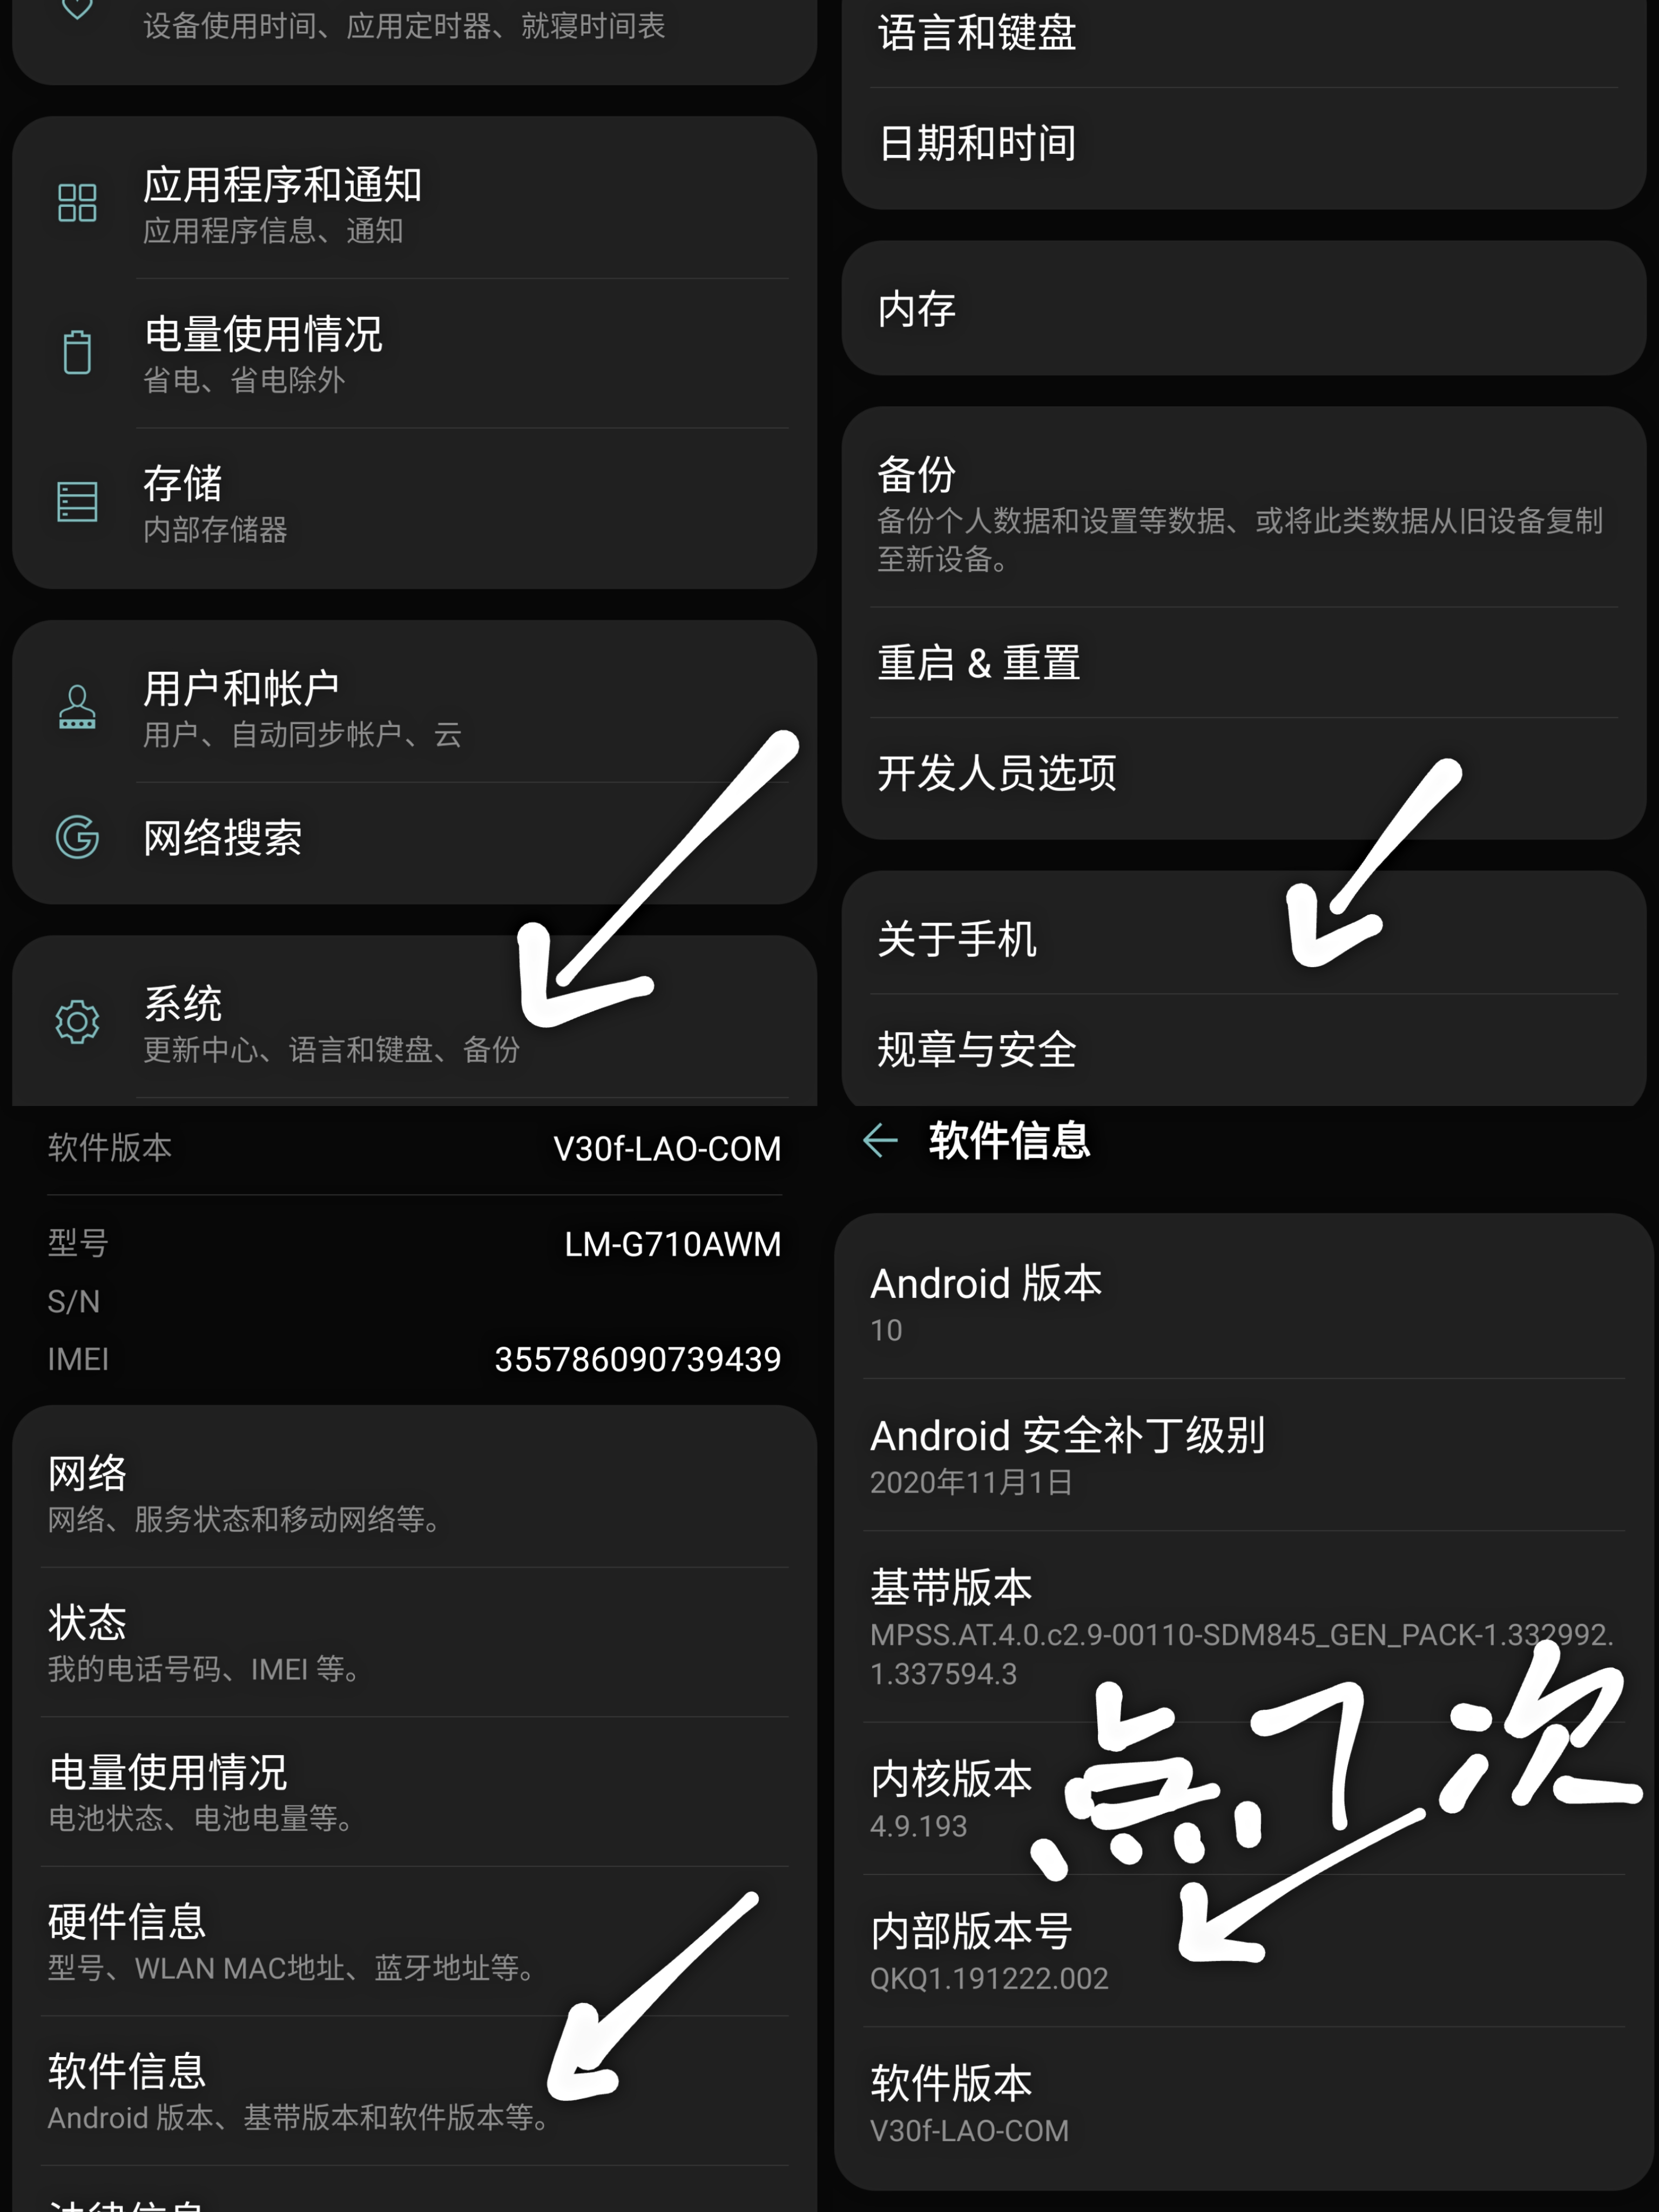 设备使用时间、应用定时器、就寝时间表
应用程序和通知
应用程序信息、通知
电量使用情况
省电、省电除外
存储
内部存储器
用户和帐户
用户、自动同步帐户、云
网络搜索
系统
更新中心、语言和键盘、备份
语言和键盘
日期和时间
内存
备份
备份个人数据和设置等数据、或将此类数据从旧设备复制
至新设备。
重启 & 重置
开发人员选项
关于手机
规章与安全
软件版本 V30f-LAO-COM
型号 LM-G710AWM
S/N
IMEI 355786090739439
网络
网络、服务状态和移动网络等。
状态
我的电话号码、IMEI 等。
电量使用情况
电池状态、电池电量等。
硬件信息
型号、WLAN MAC地址、蓝牙地址等。
软件信息
Android 版本、基带版本和软件版本等。
法律信息
软件信息
Android 版本
10
Android 安全补丁级别
2020年11月1日
基带版本
MPSS.AT.4.0.c2.9-00110-SDM845_GEN_PACK-1.332992.
1.337594.3
点7次
内核版本
4.9.193
内部版本号
QKQ1.191222.002
软件版本
V30f-LAO-COM